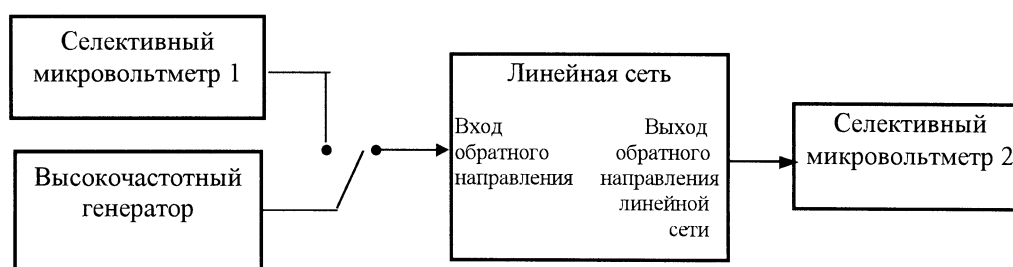 Селективный
микровольтметр 1
Высокочастотный
генератор
Линейная сеть
Вход
обратного
направления
Выход
обратного
направления
линейной
сети
Селективный
микровольтметр 2